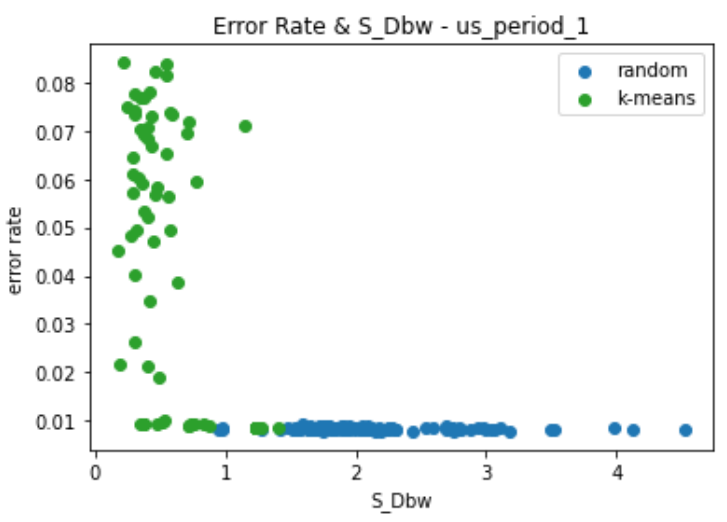 Error Rate & S_Dbw - us_period_1
random
k-means
0.08
0.07
0.06
0.05
0.04
0.03
0.02
0.01
error rate
0 1 2 3 4
S_Dbw